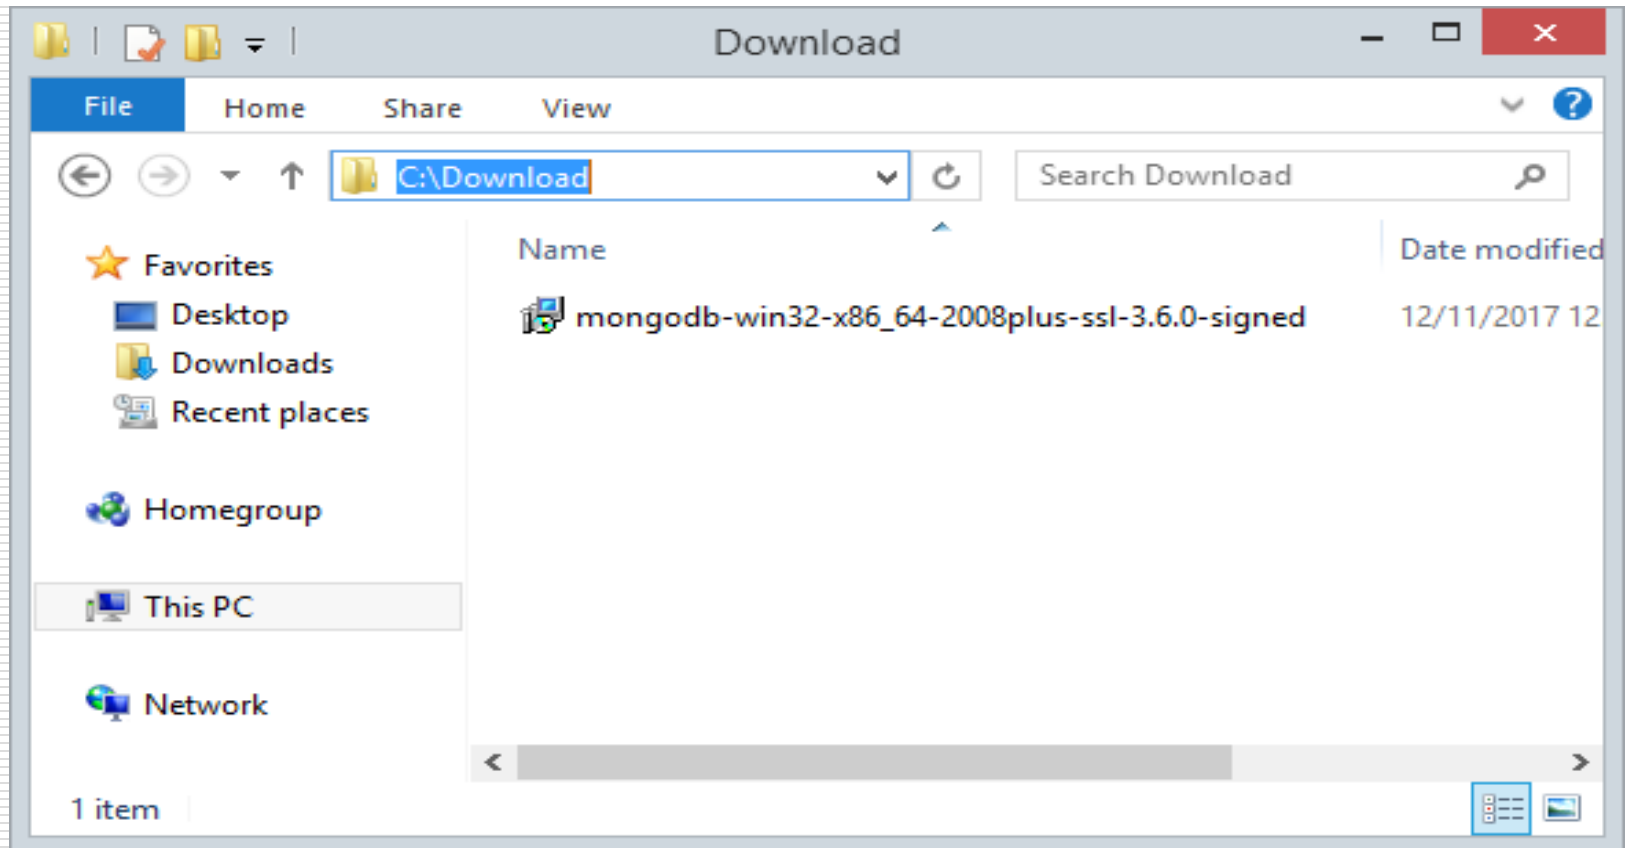 Download
File Home Share View
C:\Download Search Download
Name Date modified
Favorites
mongodb-win32-x86_64-2008plus-ssl-3.6.0-signed 12/11/2017 12
Desktop
Downloads
Recent places
Homegroup
This PC
Network
1 item